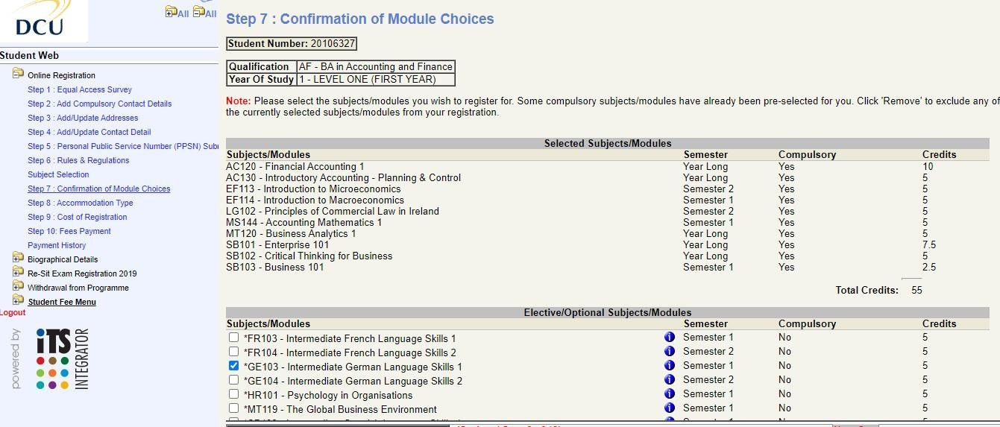 DCU
All All
Student Web
Online Registration
Step 1 : Equal Access Survey
Step 2 : Add Compulsory Contact Details
Step 3 : Add/Update Addresses
Step 4 : Add/Update Contact Detail
Step 5 : Personal Public Service Number (PPSN) Sub
Step 6 : Rules & Regulations
Subject Selection
Step 7 : Confirmation of Module Choices
Step 8 : Accommodation Type
Step 9 : Cost of Registration
Step 10: Fees Payment
Payment History
Biographical Details
Re-Sit Exam Registration 2019
Withdrawal from Programme
Student Fee Menu
Logout
powered by
iTS
INTEGRATOR
Step 7 : Confirmation of Module Choices
Student Number: 20106327
Qualification AF - BA in Accounting and Finance
Year Of Study 1 - LEVEL ONE (FIRST YEAR)
Note: Please select the subjects/modules you wish to register for. Some compulsory subjects/modules have already been pre-selected for you. Click 'Remove' to exclude any of
the currently selected subjects/modules from your registration.
Selected Subjects/Modules
Subjects/Modules Semester Compulsory Credits
AC120 - Financial Accounting 1 Year Long Yes 10
AC130 - Introductory Accounting - Planning & Control Year Long Yes 5
EF113 - Introduction to Microeconomics Semester 2 Yes 5
EF114 - Introduction to Macroeconomics Semester 1 Yes 5
LG102 - Principles of Commercial Law in Ireland Semester 2 Yes 5
MS144 - Accounting Mathematics 1 Semester 1 Yes 5
MT120 - Business Analytics 1 Year Long Yes 5
SB101 - Enterprise 101 Year Long Yes 7.5
SB102 - Critical Thinking for Business Year Long Yes 5
SB103 - Business 101 Semester 1 Yes 2.5
Total Credits: 55
Elective/Optional Subjects/Modules
Subjects/Modules Semester Compulsory Credits
*FR103 - Intermediate French Language Skills 1 Semester 1 No 5
*FR104 - Intermediate French Language Skills 2 Semester 2 No 5
*GE103 - Intermediate German Language Skills 1 Semester 1 No 5
*GE104 - Intermediate German Language Skills 2 Semester 2 No 5
*HR101 - Psychology in Organisations Semester 1 No 5
*MT119 - The Global Business Environment Semester 1 No 5